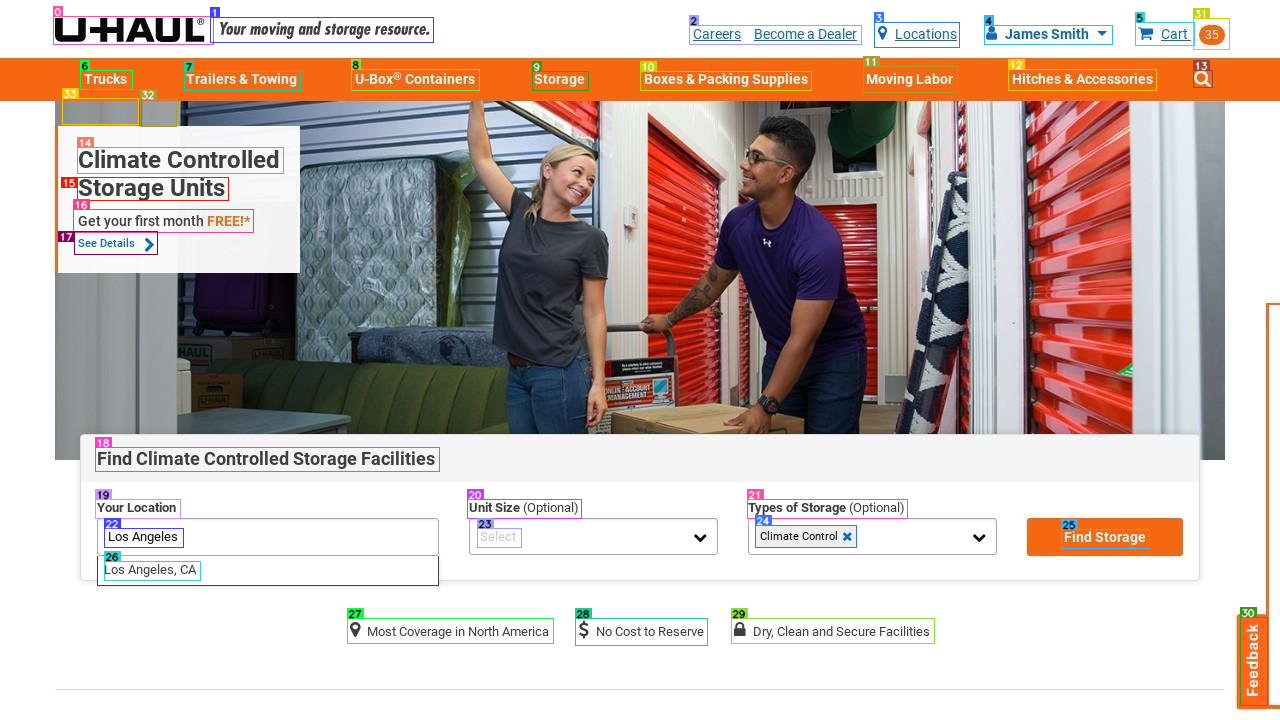 U-HAUL® Your moving and storage resource. Careers Become a Dealer Locations James Smith Cart 35
Trucks Trailers & Towing U-Box® Containers Storage Boxes & Packing Supplies Moving Labor Hitches & Accessories
Climate Controlled
Storage Units
Get your first month FREE!*
See Details
Find Climate Controlled Storage Facilities
Your Location Unit Size (Optional) Types of Storage (Optional)
Los Angeles Select Climate Control Find Storage
Los Angeles, CA
Most Coverage in North America No Cost to Reserve Dry, Clean and Secure Facilities
Feedback
0
1
2
3
4
5
6
7
8
9
10
11
12
13
14
15
16
17
18
19
20
21
22
23
24
25
26
27
28
29
30
31
32
33